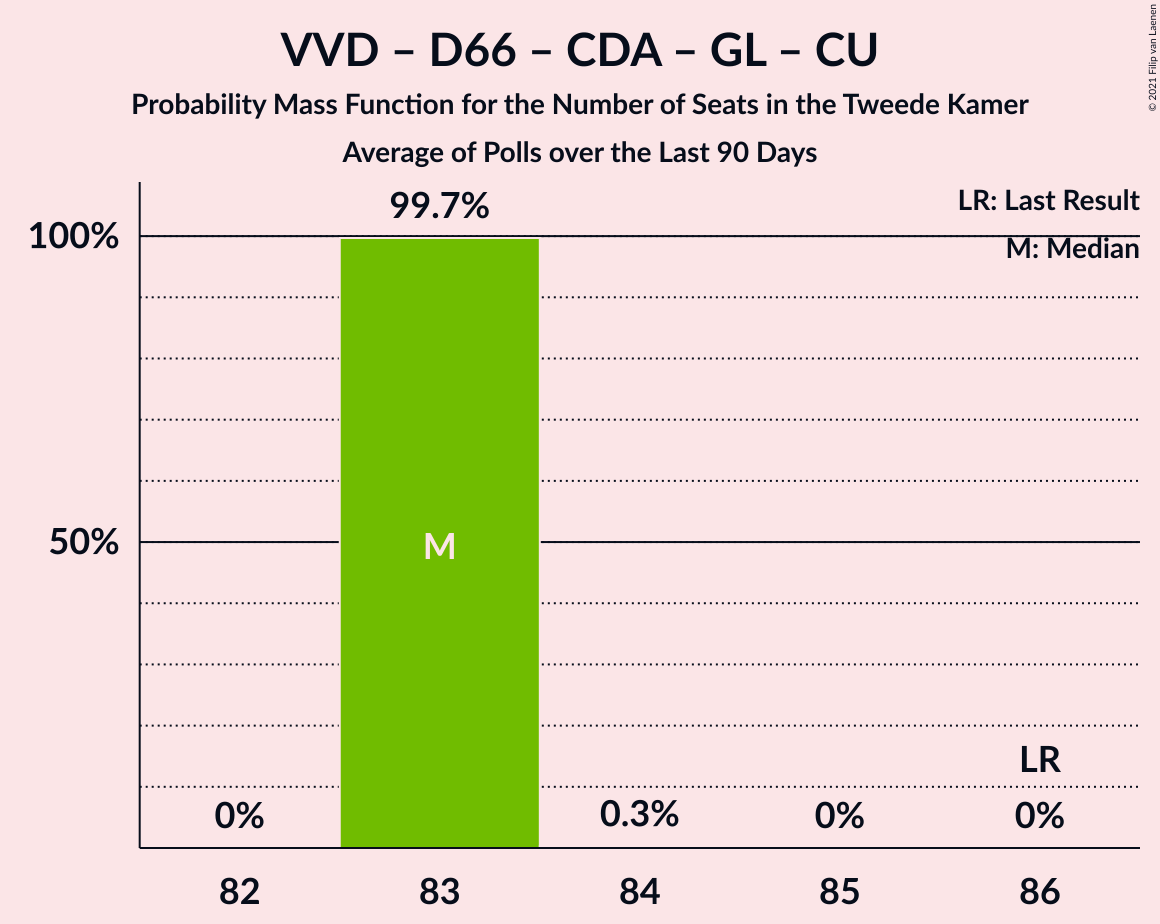 VVD – D66 – CDA – GL – CU
Probability Mass Function for the Number of Seats in the Tweede Kamer
Average of Polls over the Last 90 Days
© 2021 Filip van Laenen
99.7%
LR: Last Result
100%
M: Median
50%
M
LR
0%
0.3%
0%
0%
82
83
84
85
86